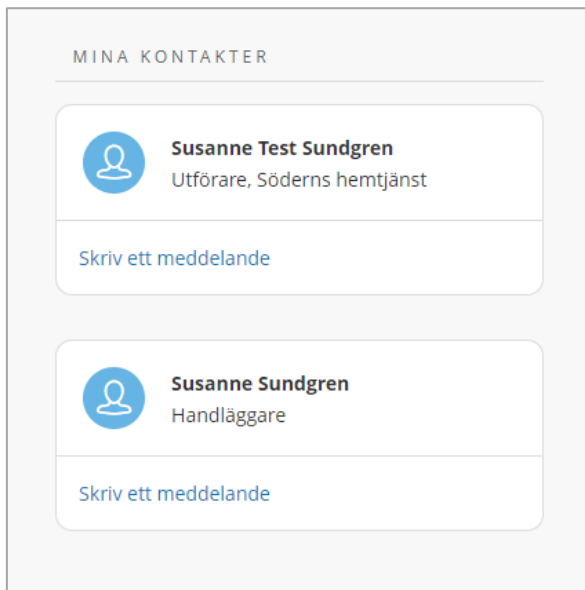 MINA KONTAKTER
Susanne Test Sundgren
Utförare, Söderns hemtjänst
Skriv ett meddelande
Susanne Sundgren
Handläggare
Skriv ett meddelande